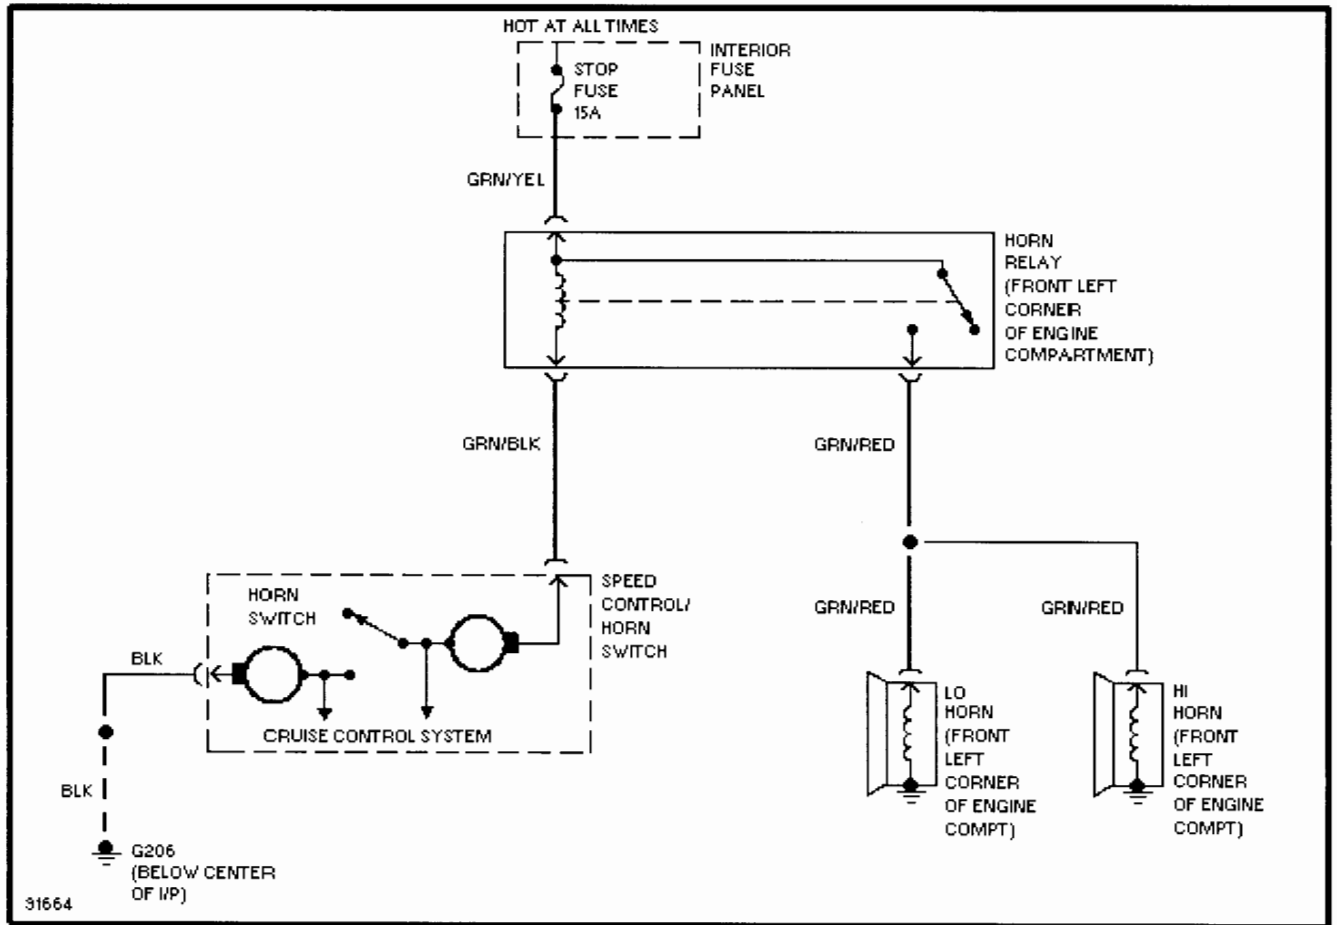 HOT AT ALL TIMES
STOP
FUSE
15A
INTERIOR
FUSE
PANEL
GRN/YEL
HORN
RELAY
(FRONT LEFT
CORNER
OF ENGINE
COMPARTMENT)
GRN/BLK
GRN/RED
HORN
SWITCH
SPEED
CONTROL/
HORN
SWITCH
GRN/RED
GRN/RED
BLK
CRUISE CONTROL SYSTEM
LO
HORN
(FRONT
LEFT
CORNER
OF ENGINE
COMPT)
HI
HORN
(FRONT
LEFT
CORNER
OF ENGINE
COMPT)
BLK
G206
(BELOW CENTER
OF I/P)
91664